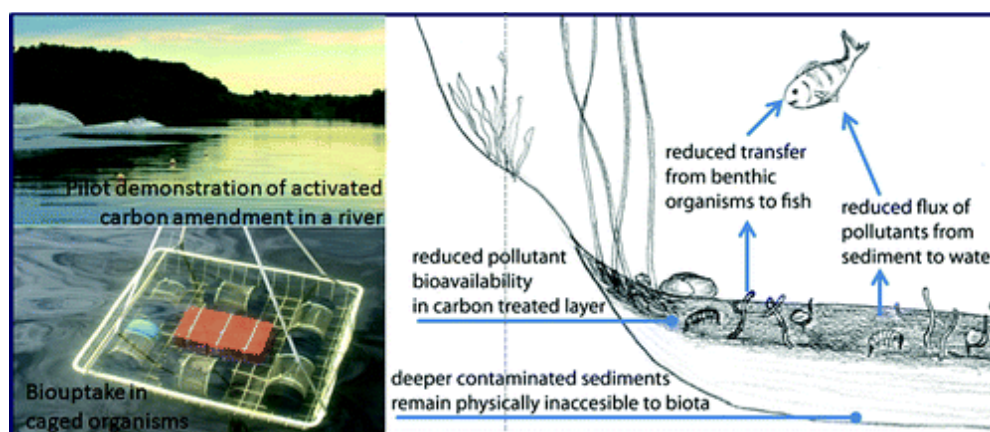 Pilot demonstration of activated
carbon amendment in a river
Biouptake in
caged organisms
reduced transfer
from benthic
organisms to fish
reduced flux of
pollutants from
sediment to water
reduced pollutant
bioavailability
in carbon treated layer
deeper contaminated sediments
remain physically inaccesible to biota